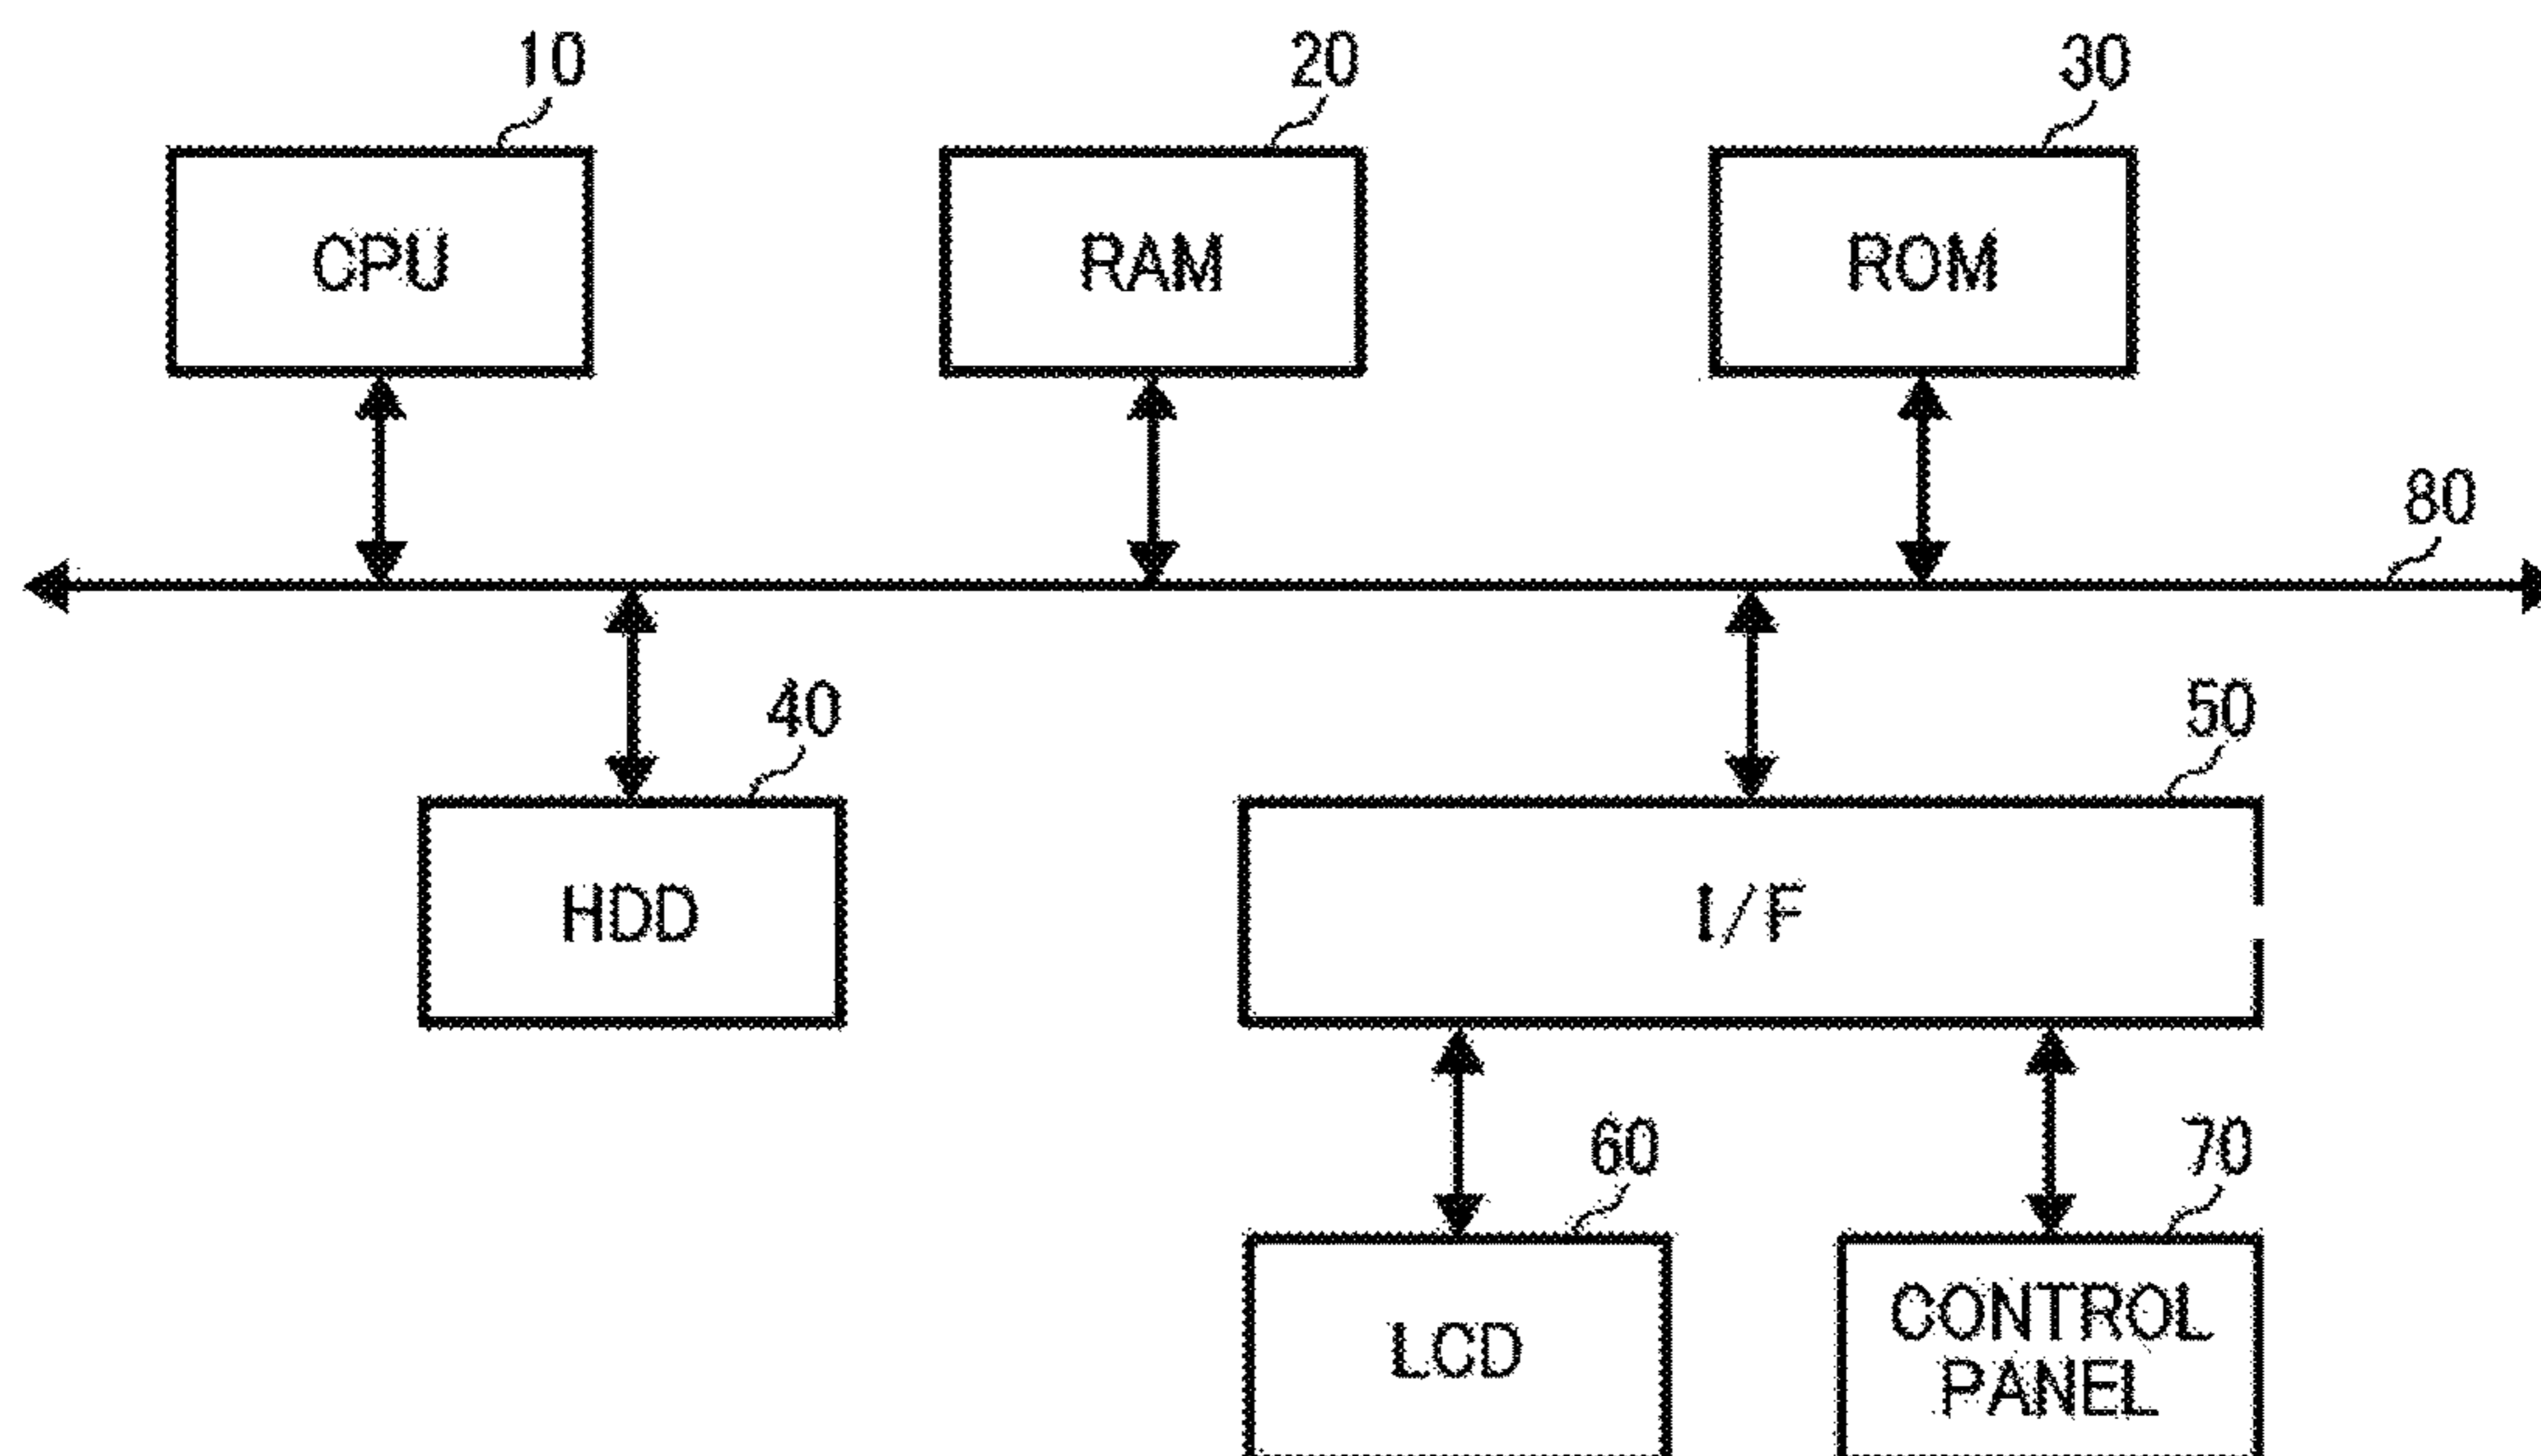 10
20
30
CPU
RAM
ROM
80
40
50
HDD
I/F
60
70
LCD
CONTROL
PANEL